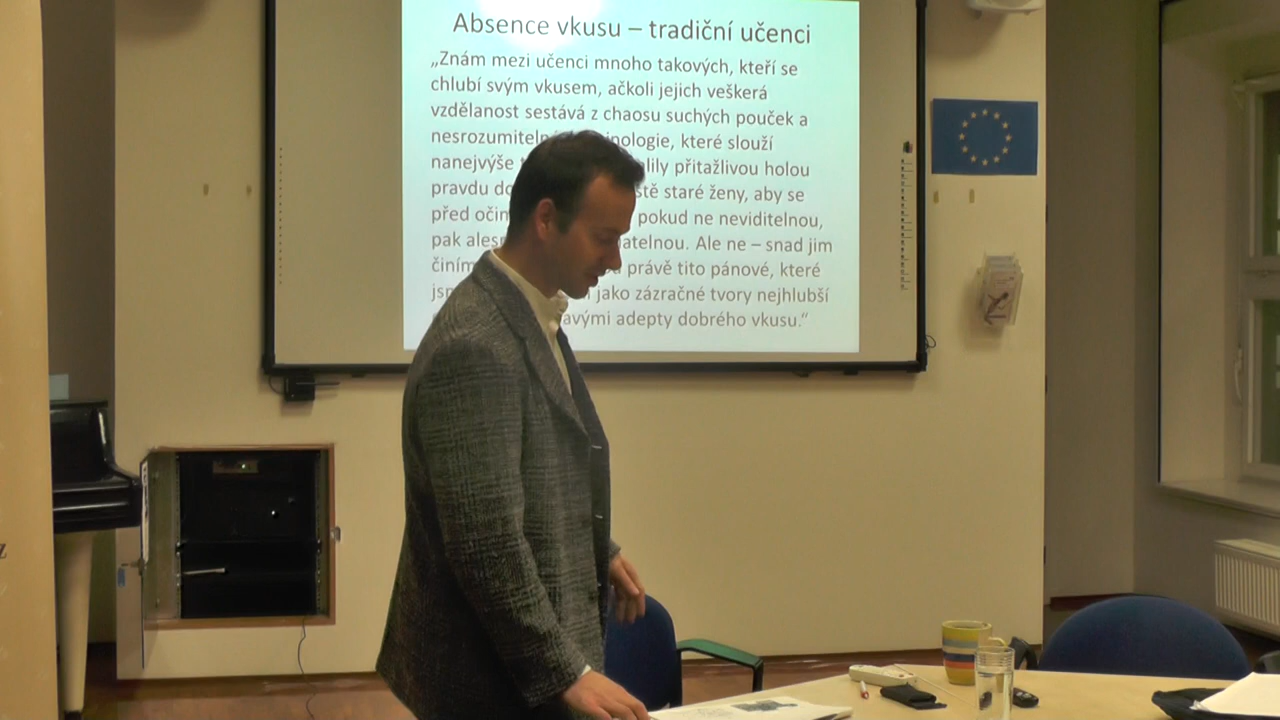 Absence vkusu – tradiční učenci
„Znám mezi učenci mnoho takových, kteří se
chlubí svým vkusem, ačkoli jejich veškerá
vzdělanost sestává z chaosu suchých pouček a
které slouží
nanejvýše přitažlivou holou
pravdu staré ženy, aby se
před pokud ne neviditelnou,
pak Ale ne – snad jim
právě tito pánové, které
jako zázračné tvory nejhlubší
adepty dobrého vkusu.“